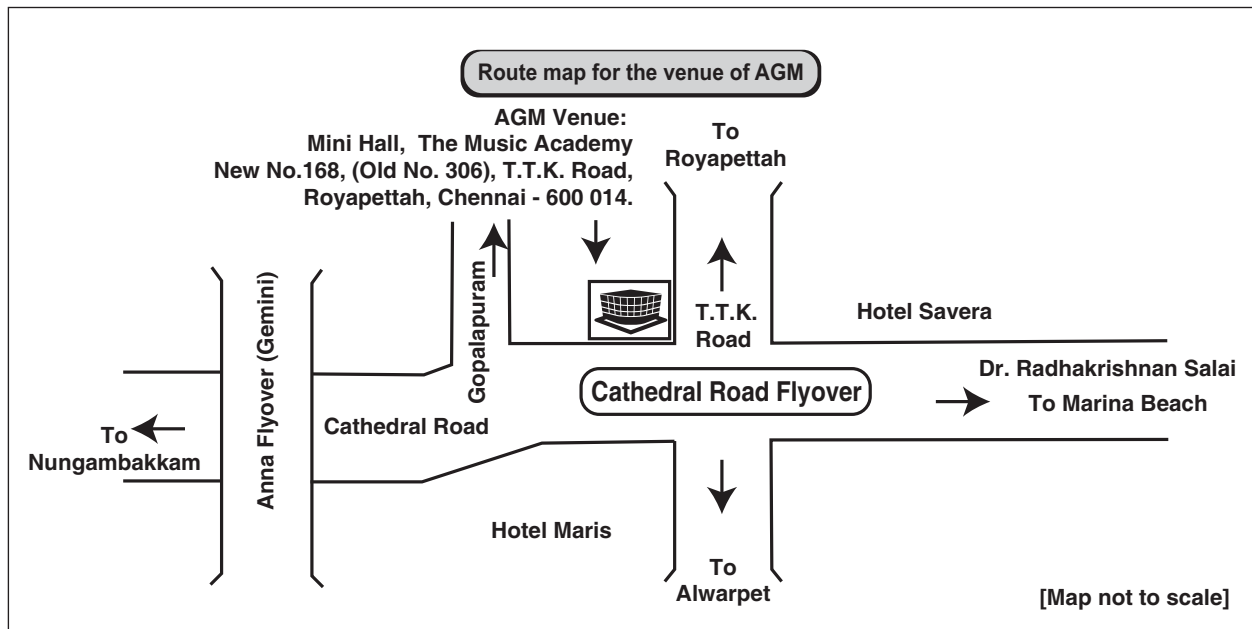 Route map for the venue of AGM
AGM Venue:
Mini Hall, The Music Academy
New No.168, (Old No. 306), T.T.K. Road,
Royapettah, Chennai - 600 014.
To
Royapettah
Anna Flyover (Gemini)
Gopalapuram
T.T.K.
Road
Hotel Savera
Cathedral Road Flyover
Dr. Radhakrishnan Salai
To Marina Beach
To
Nungambakkam
Cathedral Road
Hotel Maris
To
Alwarpet
[Map not to scale]